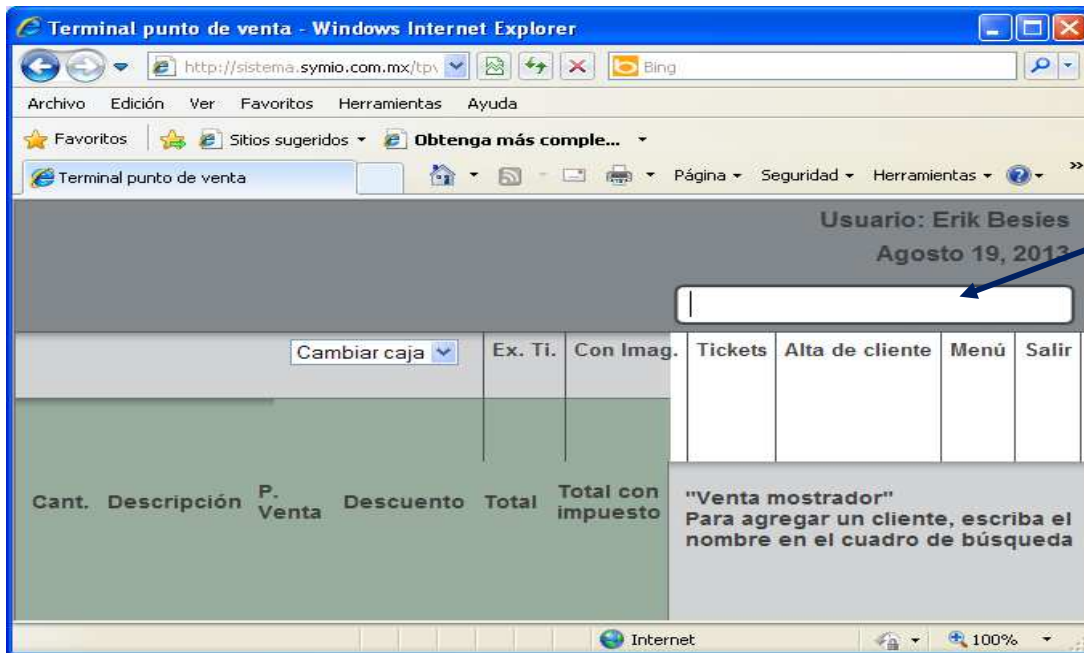 Terminal punto de venta - Windows Internet Explorer
http://sistema.symio.com.mx/tp
Bing
Archivo Edición Ver Favoritos Herramientas Ayuda
Favoritos Sitios sugeridos Obtenga más comple...
Terminal punto de venta Página Seguridad Herramientas »
Usuario: Erik Besies
Agosto 19, 2013
Cambiar caja Ex. Ti. Con Imag. Tickets Alta de cliente Menú Salir
Cant. Descripción P. Venta Descuento Total Total con impuesto
"Venta mostrador"
Para agregar un cliente, escriba el
nombre en el cuadro de búsqueda
Internet 100%